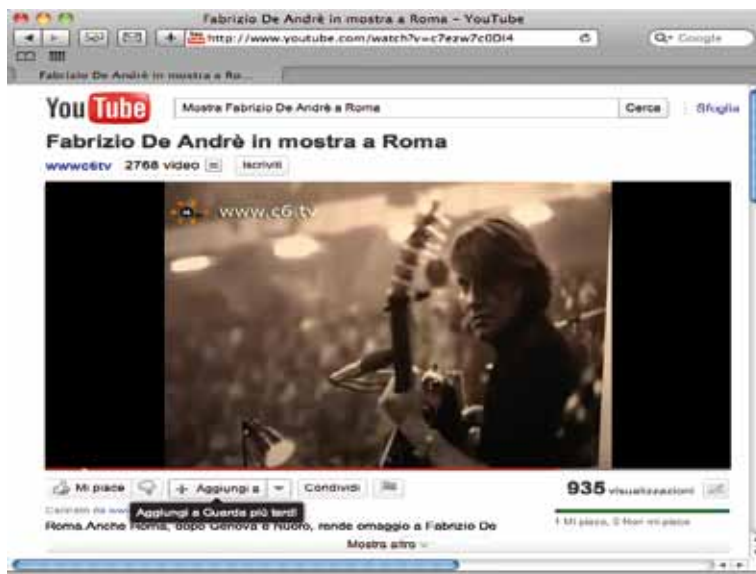 Fabrizio De Andrè in mostra a Roma – YouTube
http://www.youtube.com/watch?v=c7ezw7c0DI4
Google
Fabrizio De Andrè in mostra a Ro...
YouTube
Mostra Fabrizio De Andrè a Roma
Cerca
Sfoglia
Fabrizio De Andrè in mostra a Roma
wwwc6tv 2768 video Iscriviti
www.c6.tv
Mi piace + Aggiungi a Condividi 935 visualizzazioni
Caricato da
Aggiungi a Guarda più tardi
1 Mi piace, 0 Non mi piace
Roma.Anche Roma, dopo Genova e Nuoro, rende omaggio a Fabrizio De
Mostra altro